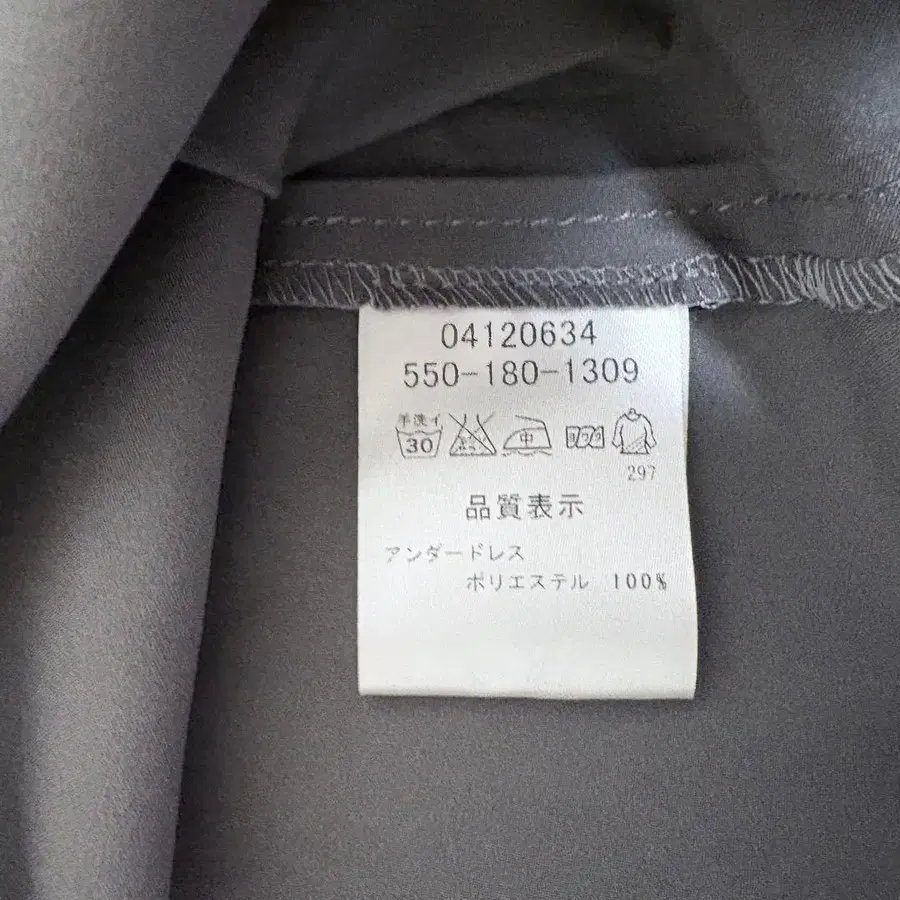 04120634
550-180-1309
手洗イ
30 中
297
品質表示
アンダードレス
ポリエステル 100%